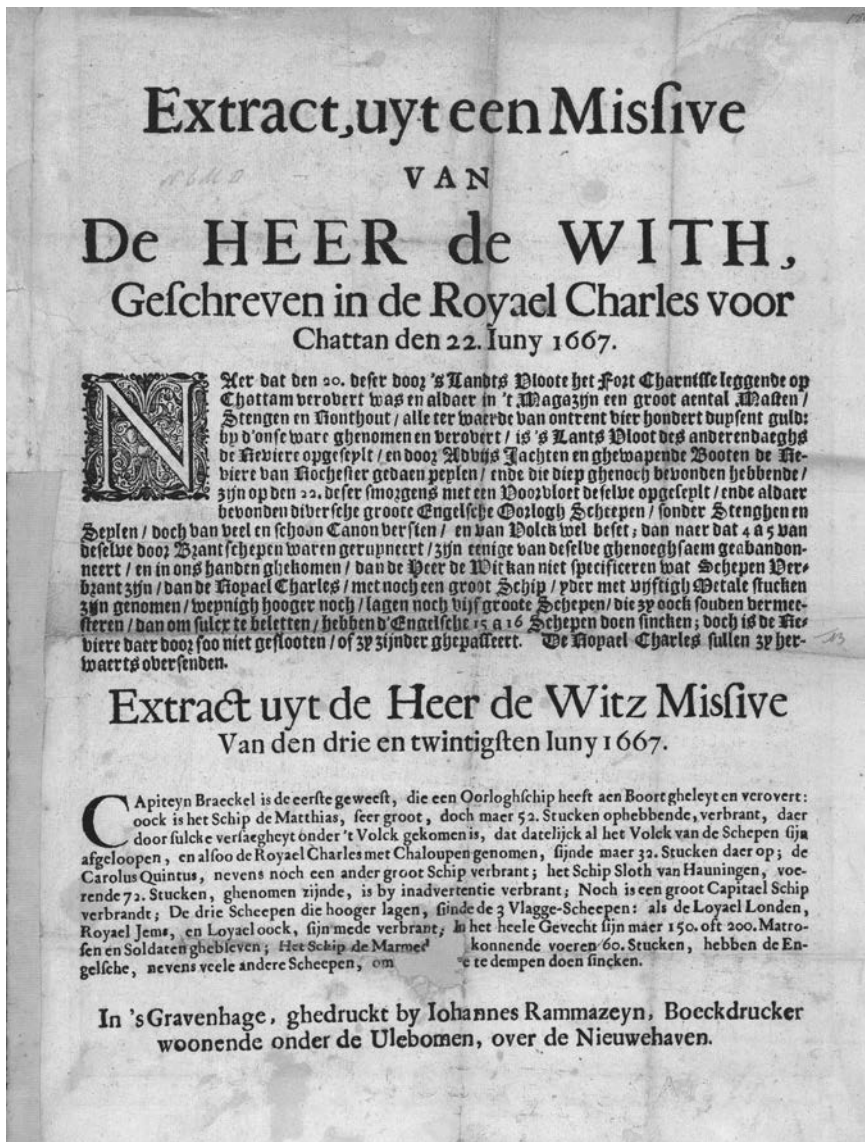 Extract, uyt een Missive
VAN
De HEER de WITH,
Geschreven in de Royael Charles voor
Chattan den 22. Iuny 1667.
NAer dat den 20. deser door 's Landts Vloote het Fort Charnisse leggende op
Chattam verovert was en aldaer in 't Magazijn een groot aental Masten /
Stengen en Ronthout / alle ter waerde van ontrent vier hondert duysent guld:
by d'onse ware ghenomen en verovert / is 's Lants Vloot des anderendaeghs
de Reviere opgeseylt / en door Advijs Jachten en ghewapende Booten de Re-
viere van Rochester gedaen peylen / ende die diep ghenoch bevonden hebbende /
zijn op den 22. deser smorgens met een Voorvloet deselve opgeseylt / ende aldaer
bevonden diversche groote Engelsche Oorlogh Scheepen / sonder Stenghen en
Seylen / doch van veel en schoon Canon versien / en van Volck wel beset; dan naer dat 4 a 5 van
deselve door Brantschepen waren geruyneert / zijn eenige van deselve ghenoeghsaem geabandon-
neert / en in ons handen ghekomen / dan de Heer de Wit kan niet specificeren wat Schepen Ver-
brant zijn / dan de Royael Charles / met noch een groot Schip / yder met vijftigh Metale stucken
zijn genomen / weynigh hooger noch / lagen noch vijf groote Schepen / die zy oock souden vermee-
steren / dan om sulcx te beletten / hebben d'Engelsche 15 a 16 Schepen doen sincken; doch is de Re-
viere daer door soo niet geslooten / of zy zijnder ghepasseert. De Royael Charles sullen zy her-
waerts oversenden.
Extract uyt de Heer de Witz Missive
Van den drie en twintigsten Iuny 1667.
CApiteyn Braeckel is de eerste geweest, die een Oorloghschip heeft aen Boort gheleyt en verovert:
oock is het Schip de Matthias, seer groot, doch maer 52. Stucken ophebbende, verbrant, daer
door sulcke versaegheyt onder 't Volck gekomen is, dat datelijck al het Volck van de Schepen sijn
afgeloopen, en alsoo de Royael Charles met Chaloupen genomen, sijnde maer 32. Stucken daer op; de
Carolus Quintus, nevens noch een ander groot Schip verbrant; het Schip Sloth van Hauningen, voe-
rende 72. Stucken, ghenomen zijnde, is by inadvertentie verbrant; Noch is een groot Capitael Schip
verbrandt; De drie Scheepen die hooger lagen, sijnde de 3 Vlagge-Scheepen: als de Loyael Londen,
Royael Jems, en Loyael oock, sijn mede verbrant, In het heele Gevecht sijn maer 150. oft 200. Matro-
sen en Soldaten ghebleven; Het Schip de Marme konnende voeren 60. Stucken, hebben de En-
gelsche, nevens veele andere Scheepen, om te dempen doen sincken.
In 's Gravenhage, ghedruckt by Iohannes Rammazeyn, Boeckdrucker
woonende onder de Ulebomen, over de Nieuwehaven.